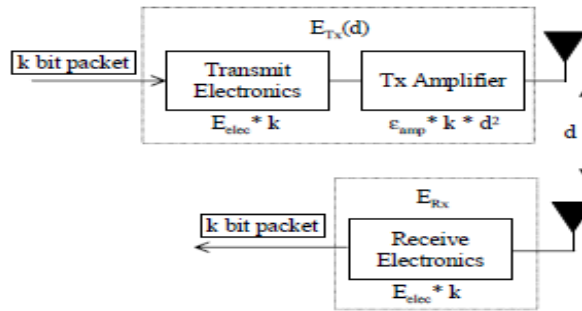 E_Tx(d)
k bit packet
Transmit
Electronics
Tx Amplifier
E_elec* k
ε_amp* k * d²
d
E_Rx
k bit packet
Receive
Electronics
E_elec* k